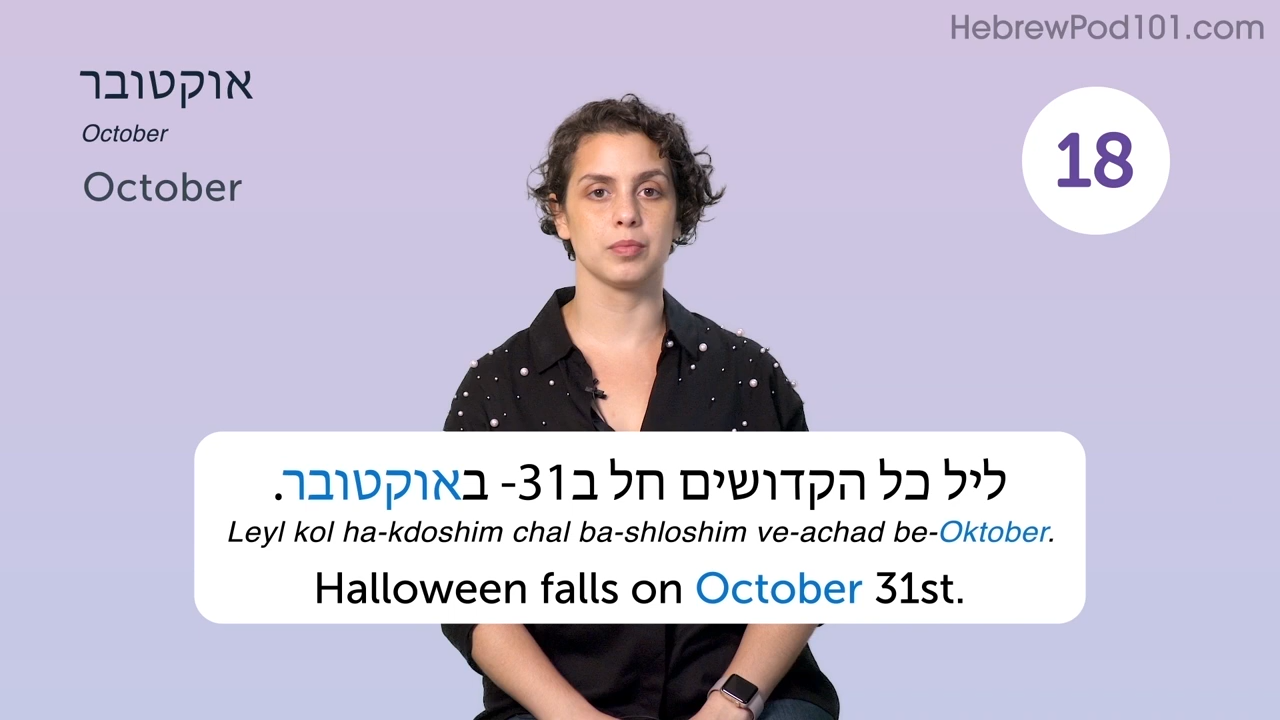 HebrewPod101.com
אוקטובר
October
October
18
ליל כל הקדושים חל ב31- באוקטובר.
Leyl kol ha-kdoshim chal ba-shloshim ve-achad be-Oktober.
Halloween falls on October 31st.